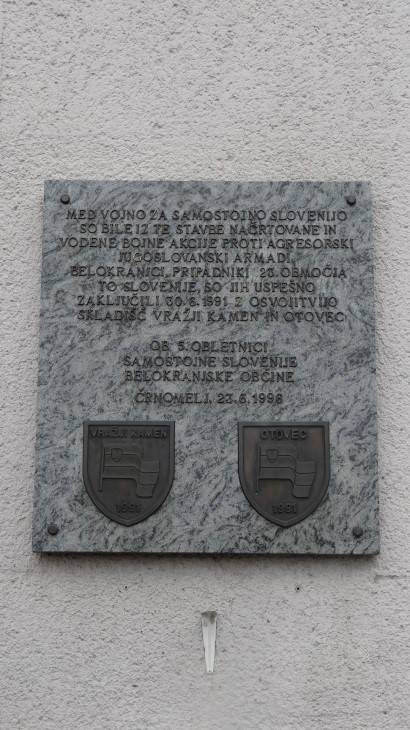 MED VOJNO ZA SAMOSTOJNO SLOVENIJO
SO BILE IZ TE STAVBE NAČRTOVANE IN
VODENE BOJNE AKCIJE PROTI AGRESORSKI
JUGOSLOVANSKI ARMADI.
BELOKRANJCI, PRIPADNIKI 23. OBMOČJA
TO SLOVENIJE, SO JIH USPEŠNO
ZAKLJUČILI 30.6.1991 Z OSVOJITVIJO
SKLADIŠČ VRAŽJI KAMEN IN OTOVEC
OB 5. OBLETNICI
SAMOSTOJNE SLOVENIJE
BELOKRANJSKE OBČINE
ČRNOMELJ, 23.6.1996
VRAŽJI KAMEN
1991
OTOVEC
1991